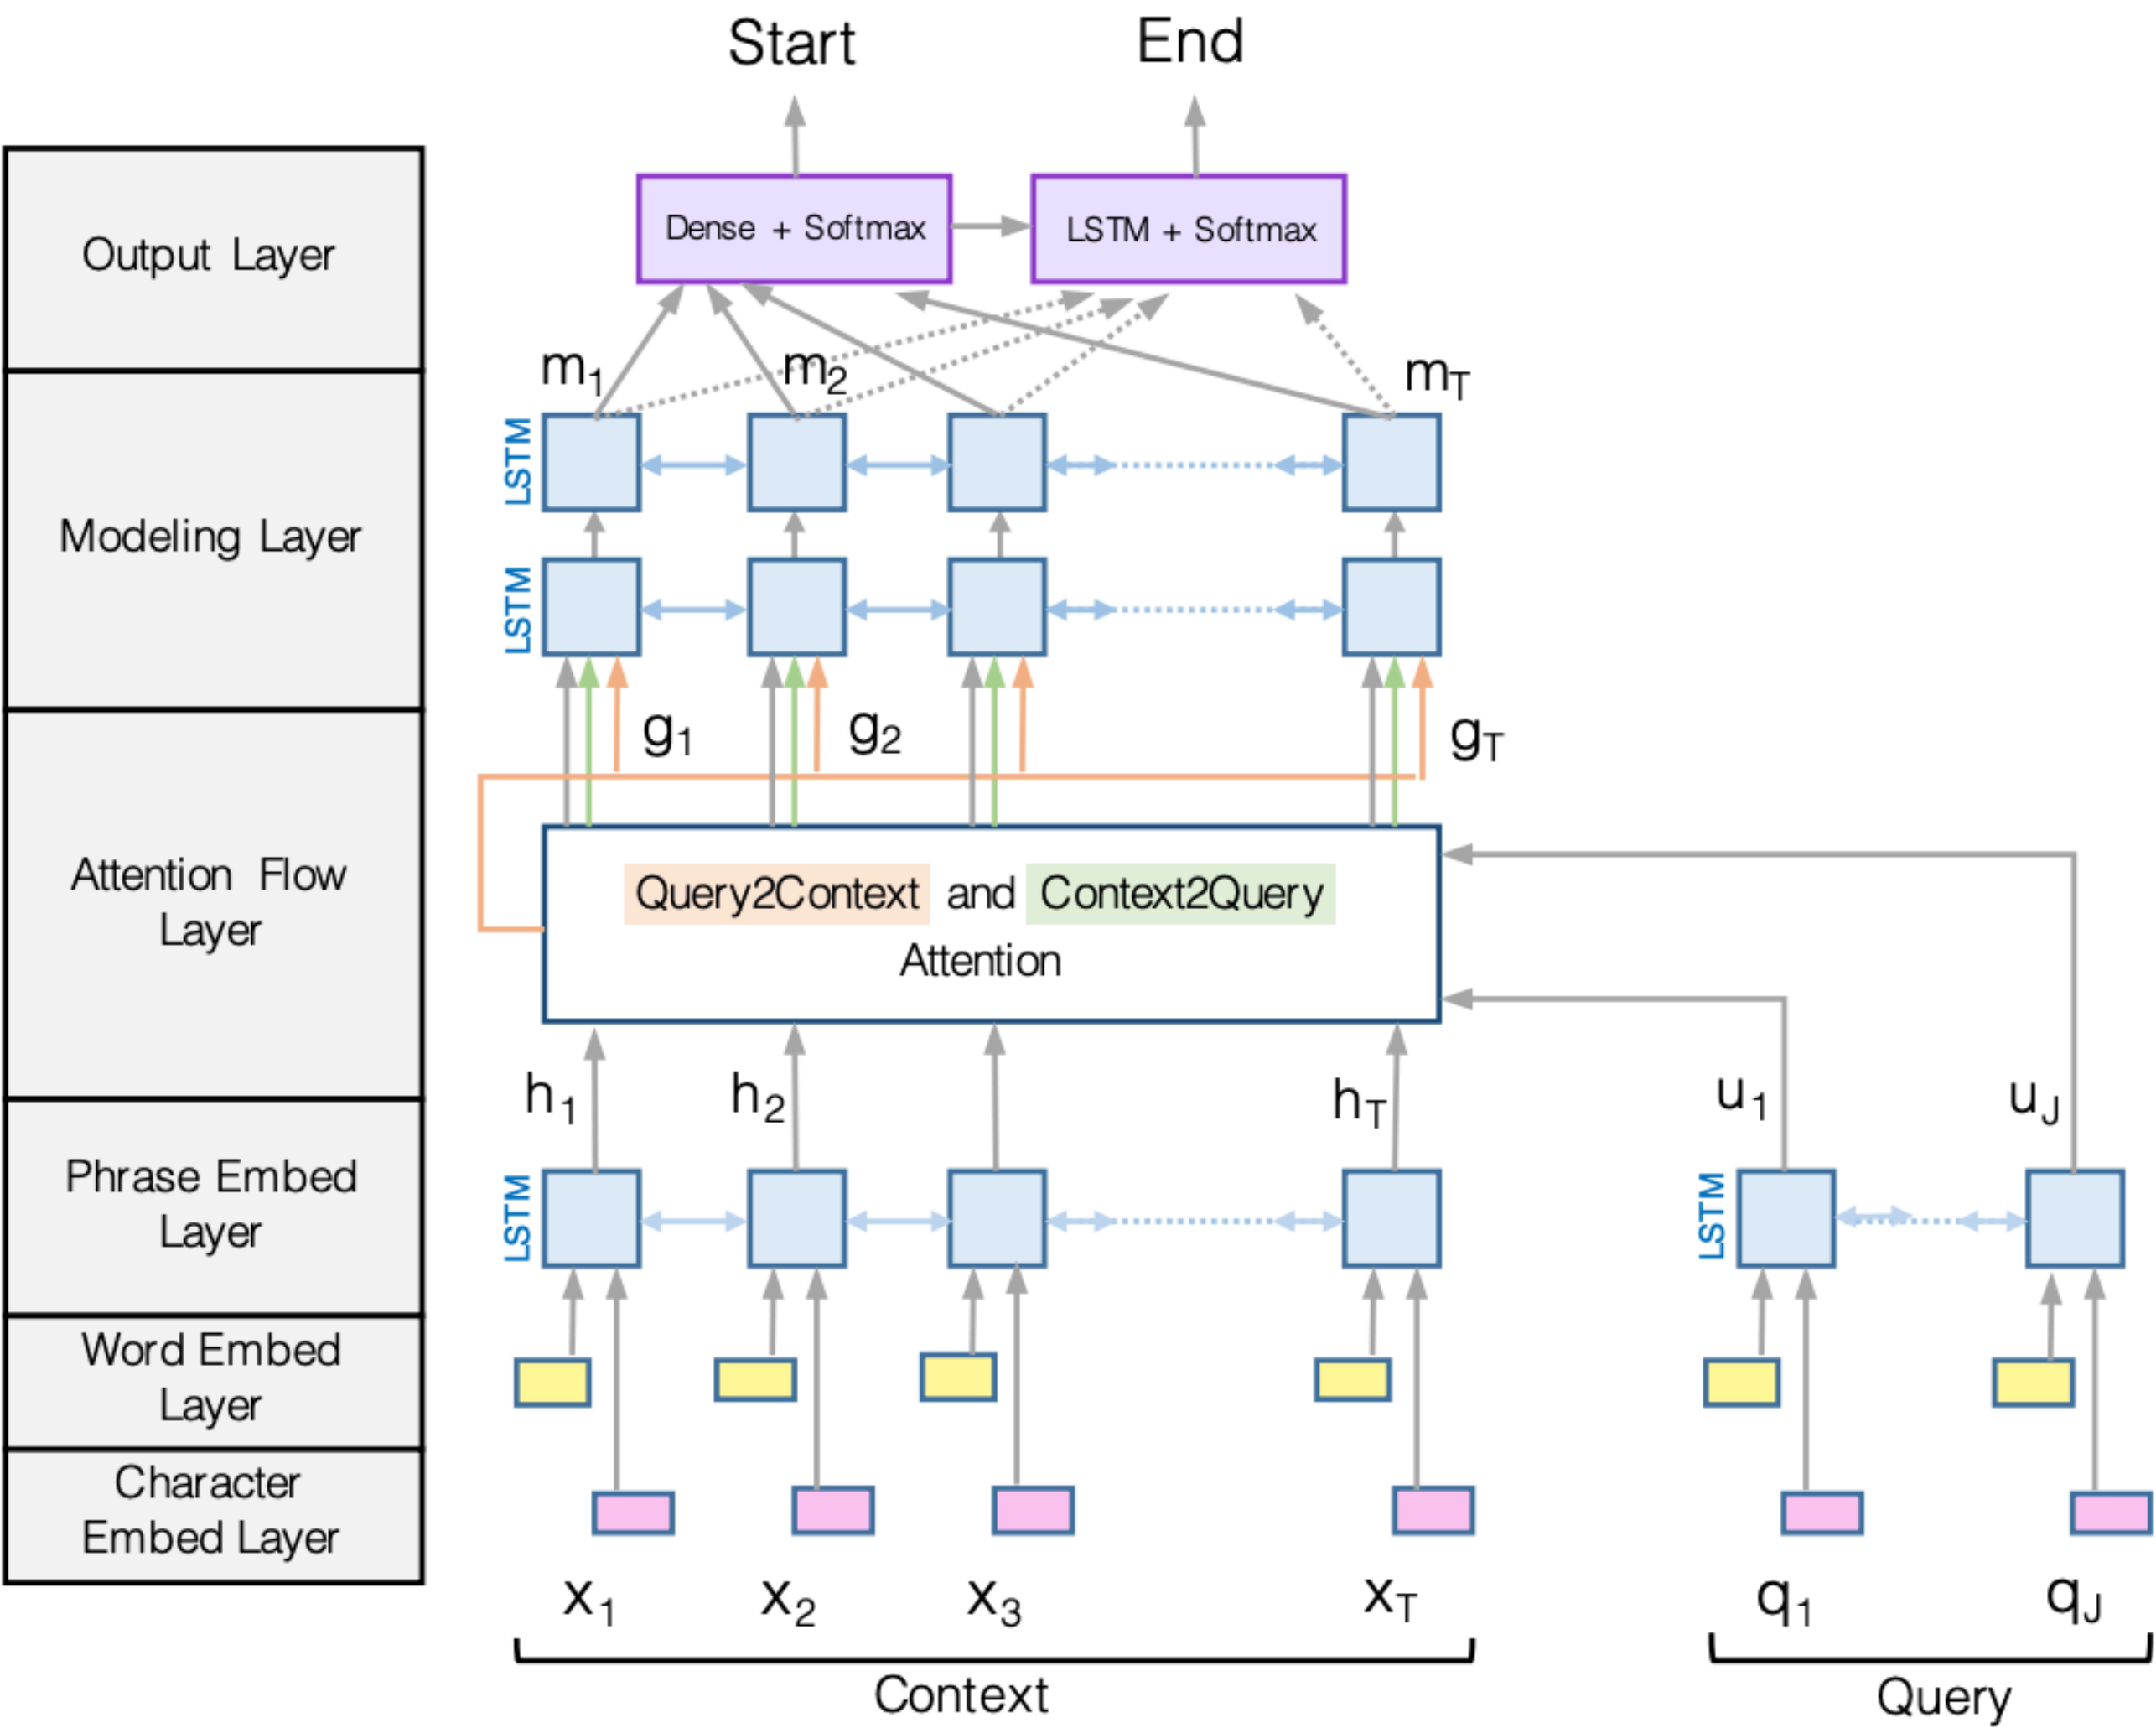 Start
End
Output Layer
Dense + Softmax
LSTM + Softmax
m1
m2
mT
Modeling Layer
LSTM
LSTM
g1
g2
gT
Attention Flow
Layer
Query2Context and Context2Query
Attention
h1
h2
hT
u1
uJ
Phrase Embed
Layer
LSTM
LSTM
Word Embed
Layer
Character
Embed Layer
x1
x2
x3
xT
q1
qJ
Context
Query